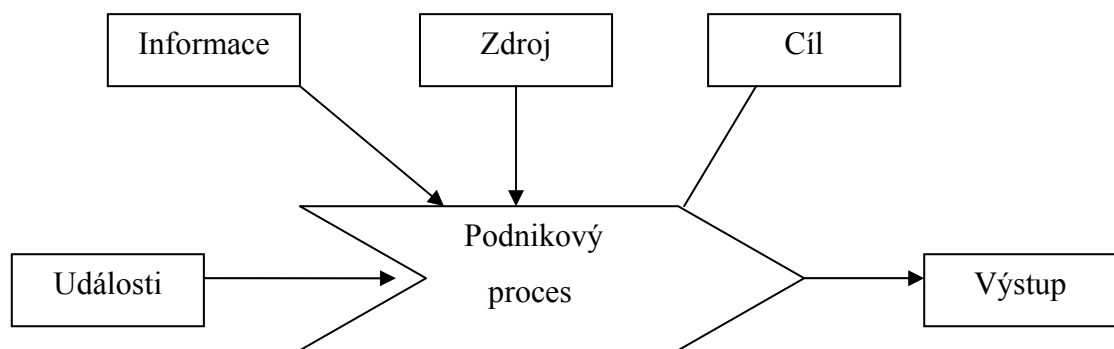 Informace
Zdroj
Cíl
Podnikový
proces
Události
Výstup